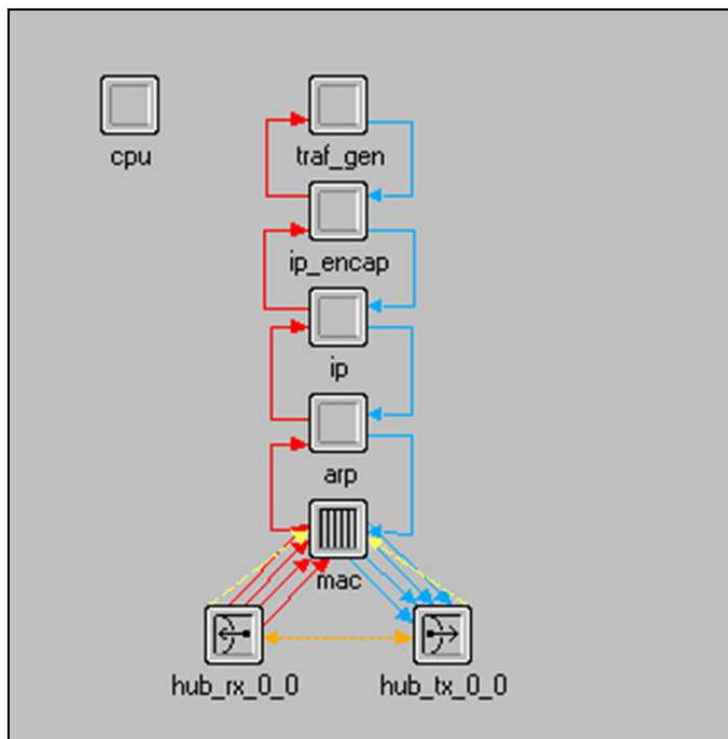 cpu
traf_gen
ip_encap
ip
arp
mac
hub_rx_0_0
hub_tx_0_0